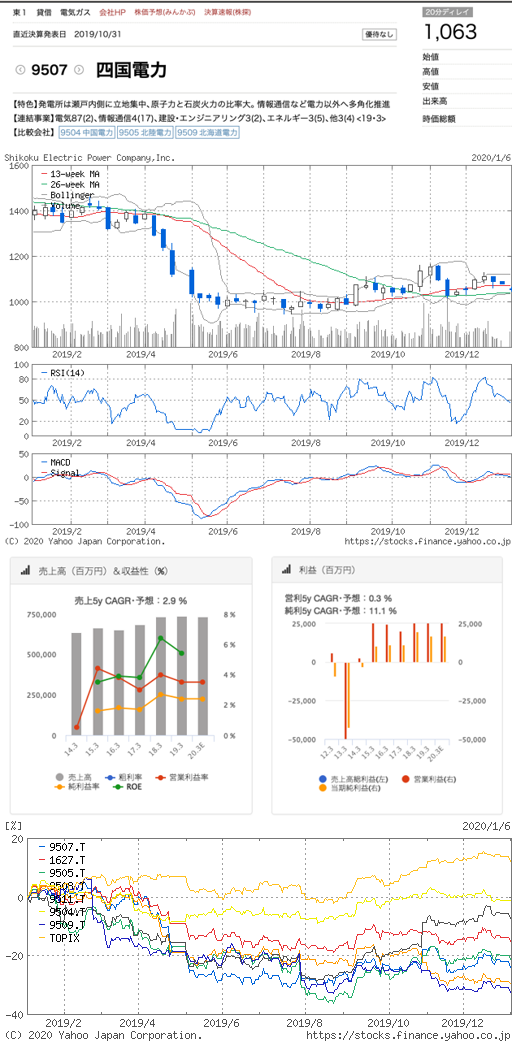 東1 貸借 電気ガス 会社HP 株価予想(みんかぶ) 決算速報(株探)
直近決算発表日 2019/10/31 優待なし
9507 四国電力
20分ディレイ
1,063
始値
高値
安値
出来高
時価総額
【特色】発電所は瀬戸内側に立地集中、原子力と石炭火力の比率大。情報通信など電力以外へ多角化推進
【連結事業】電気87(2)、情報通信4(17)、建設・エンジニアリング3(2)、エネルギー3(5)、他3(4) <19・3>
【比較会社】 9504 中国電力 9505 北陸電力 9509 北海道電力
Shikoku Electric Power Company,Inc. 2020/1/6
1600
1400
1200
1000
800
13-week MA
26-week MA
Bollinger
Volume
2019/2 2019/4 2019/6 2019/8 2019/10 2019/12
100
80
50
20
0
RSI(14)
2019/2 2019/4 2019/6 2019/8 2019/10 2019/12
50
0
-50
-100
MACD
Signal
2019/2 2019/4 2019/6 2019/8 2019/10 2019/12
(C) 2020 Yahoo Japan Corporation. https://stocks.finance.yahoo.co.jp/
売上高（百万円）＆収益性（%）
売上5y CAGR・予想：2.9 %
750,000
500,000
250,000
0
8 %
6 %
4 %
2 %
0 %
14.3 15.3 16.3 17.3 18.3 19.3 20.3E
売上高 粗利率 営業利益率
純利益率 ROE
利益（百万円）
営利5y CAGR・予想：0.3 %
純利5y CAGR・予想：11.1 %
25,000
0
-25,000
-50,000
25,000
0
-25,000
-50,000
12.3 13.3 14.3 15.3 16.3 17.3 18.3 19.3 20.3E
売上高総利益(左) 営業利益(右)
当期純利益(右)
[%] 2020/1/6
20
0
-20
-40
9507.T
1627.T
9505.T
9504.T
9509.T
TOPIX
2019/2 2019/4 2019/6 2019/8 2019/10 2019/12
(C) 2020 Yahoo Japan Corporation. https://stocks.finance.yahoo.co.jp/